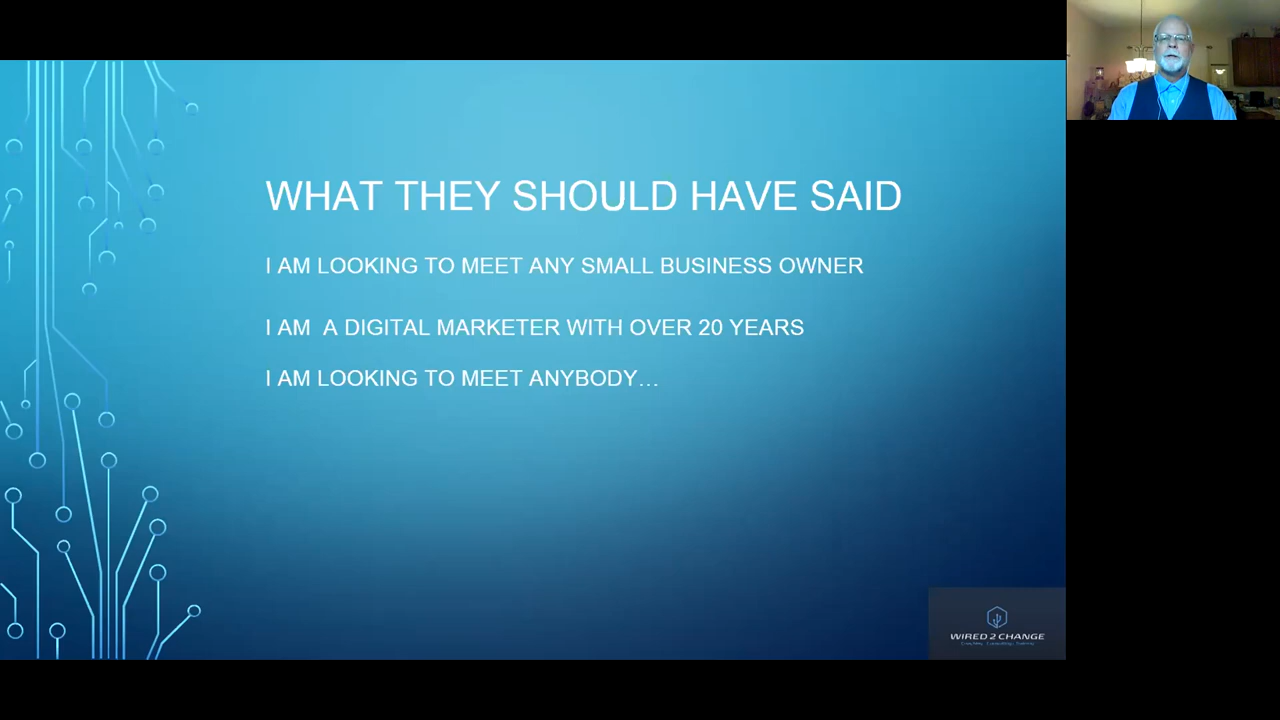 WHAT THEY SHOULD HAVE SAID
I AM LOOKING TO MEET ANY SMALL BUSINESS OWNER
I AM A DIGITAL MARKETER WITH OVER 20 YEARS
I AM LOOKING TO MEET ANYBODY…
WIRED 2 CHANGE